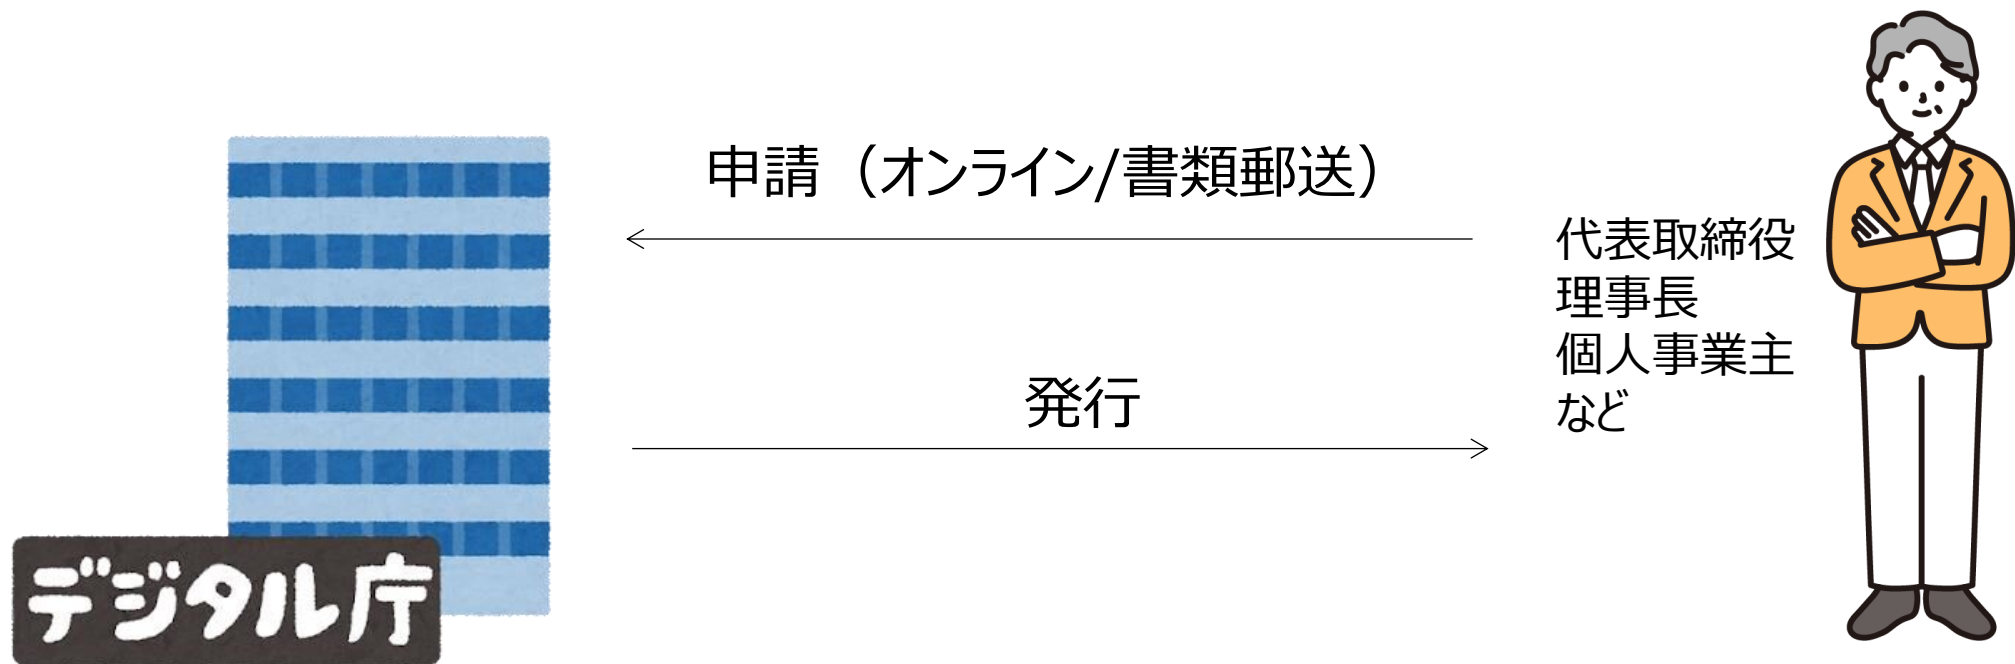 申請（オンライン/書類郵送）
代表取締役
理事長
個人事業主
など
発行
デジタル庁